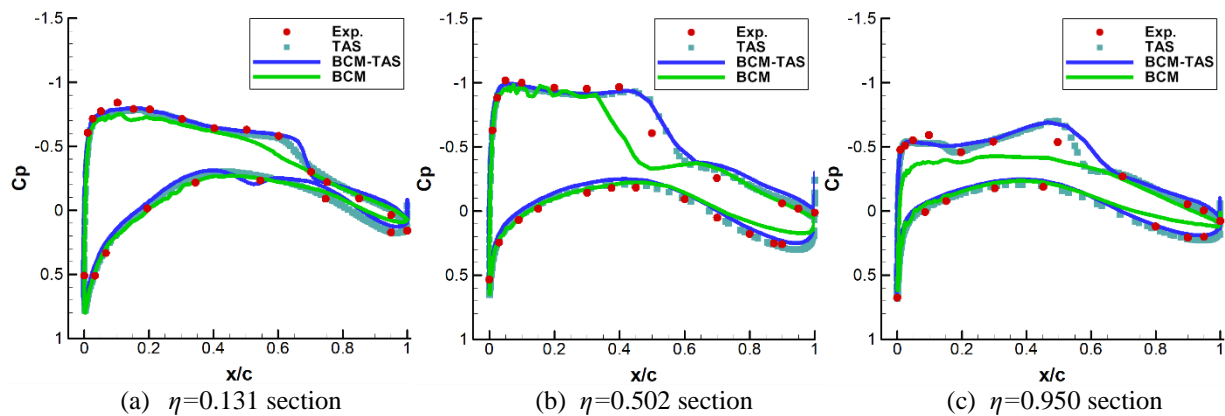 -1.5
-1
-0.5
0
0.5
1
Cp
0
0.2
0.4
0.6
0.8
1
x/c
Exp.
TAS
BCM-TAS
BCM
(a) η=0.131 section
-1.5
-1
-0.5
0
0.5
1
Cp
0
0.2
0.4
0.6
0.8
1
x/c
Exp.
TAS
BCM-TAS
BCM
(b) η=0.502 section
-1.5
-1
-0.5
0
0.5
1
Cp
0
0.2
0.4
0.6
0.8
1
x/c
Exp.
TAS
BCM-TAS
BCM
(c) η=0.950 section